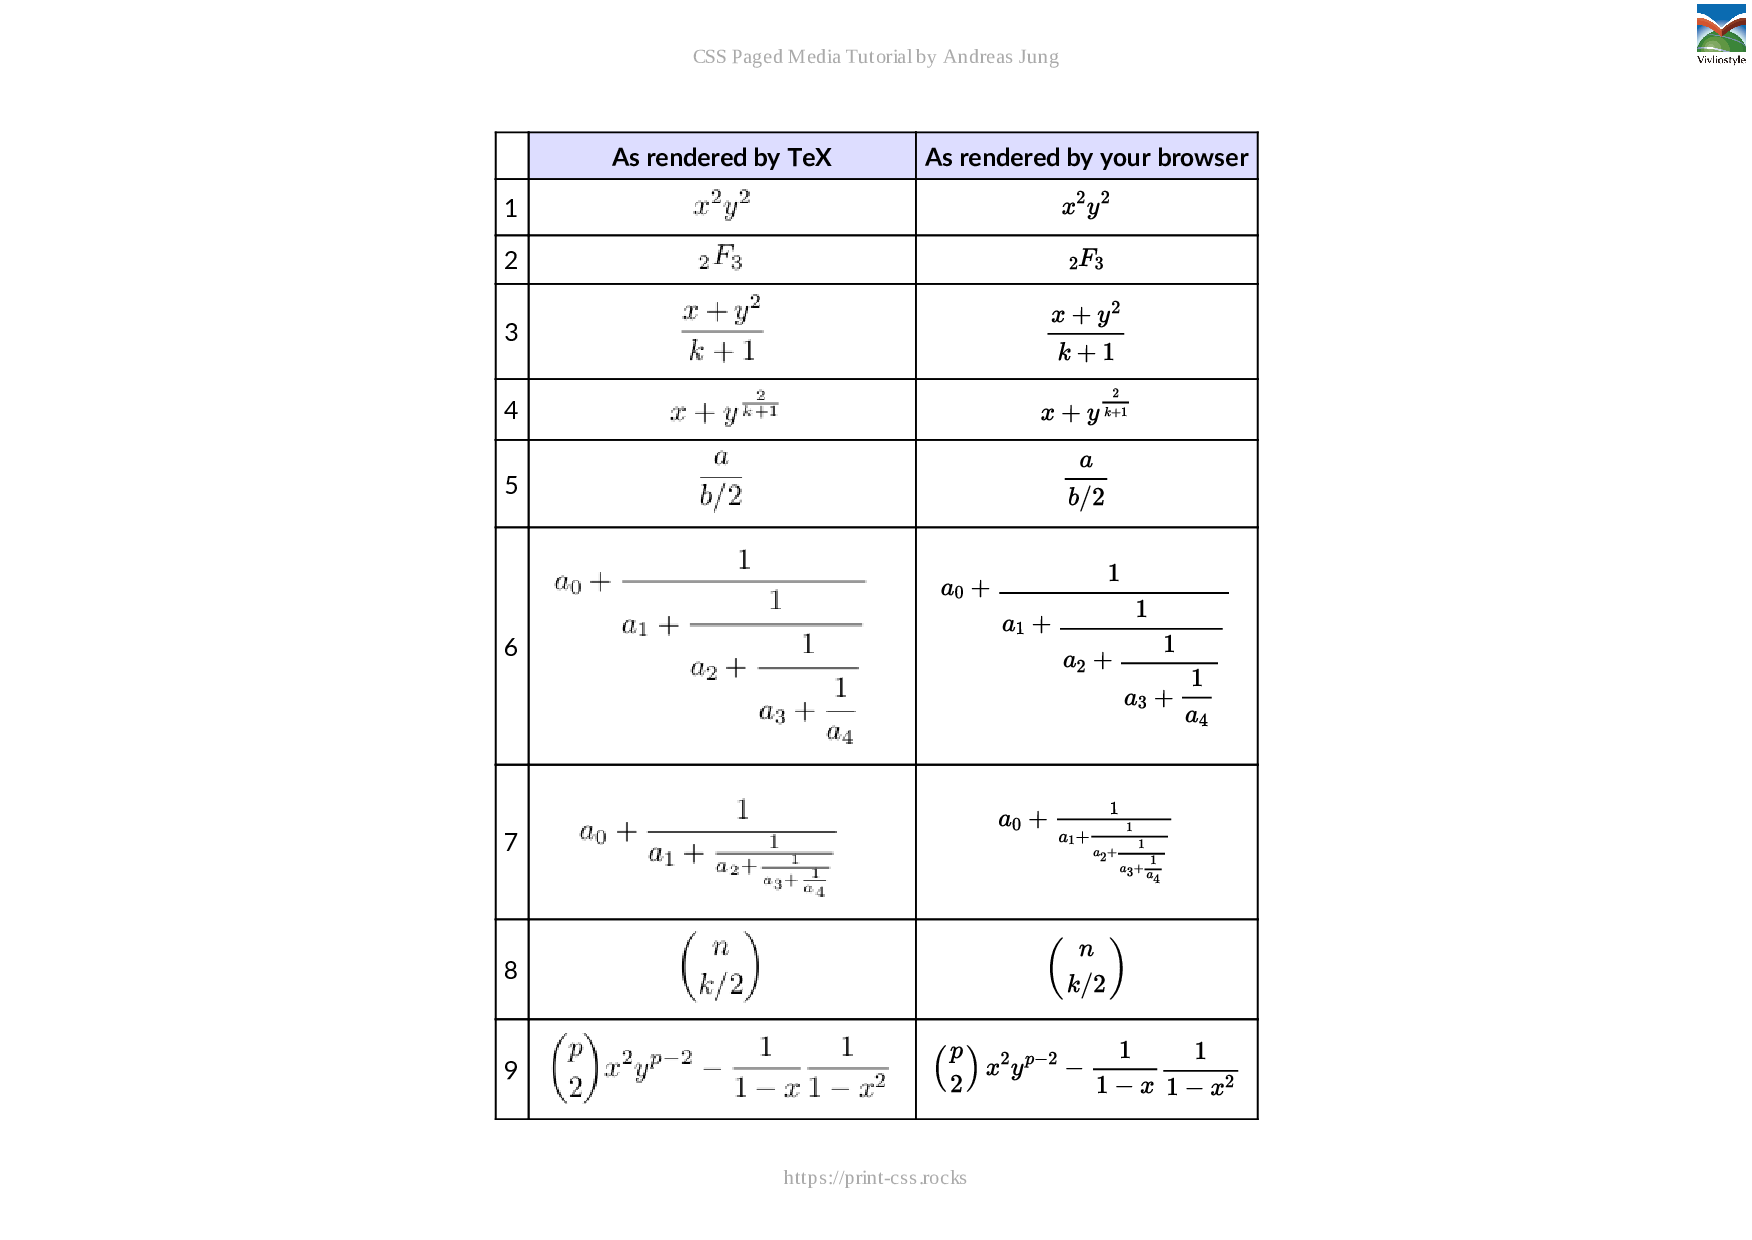 CSS Paged Media Tutorial by Andreas Jung
Vivliostyle
As rendered by TeX | As rendered by your browser
1 | $x^2y^2$ | $x^2y^2$
2 | ${}_2F_3$ | ${}_2F_3$
3 | $\frac{x+y^2}{k+1}$ | $\frac{x+y^2}{k+1}$
4 | $x+y^{\frac{2}{k+1}}$ | $x+y^{\frac{2}{k+1}}$
5 | $\frac{a}{b/2}$ | $\frac{a}{b/2}$
6 | $a_0+\cfrac{1}{a_1+\cfrac{1}{a_2+\cfrac{1}{a_3+\cfrac{1}{a_4}}}}$ | $a_0+\cfrac{1}{a_1+\cfrac{1}{a_2+\cfrac{1}{a_3+\cfrac{1}{a_4}}}}$
7 | $a_0+\frac{1}{a_1+\frac{1}{a_2+\frac{1}{a_3+\frac{1}{a_4}}}}$ | $a_0+\frac{1}{a_1+\frac{1}{a_2+\frac{1}{a_3+\frac{1}{a_4}}}}$
8 | $\binom{n}{k/2}$ | $\binom{n}{k/2}$
9 | $\binom{p}{2}x^2y^{p-2}-\frac{1}{1-x}\frac{1}{1-x^2}$ | $\binom{p}{2}x^2y^{p-2}-\frac{1}{1-x}\frac{1}{1-x^2}$
https://print-css.rocks